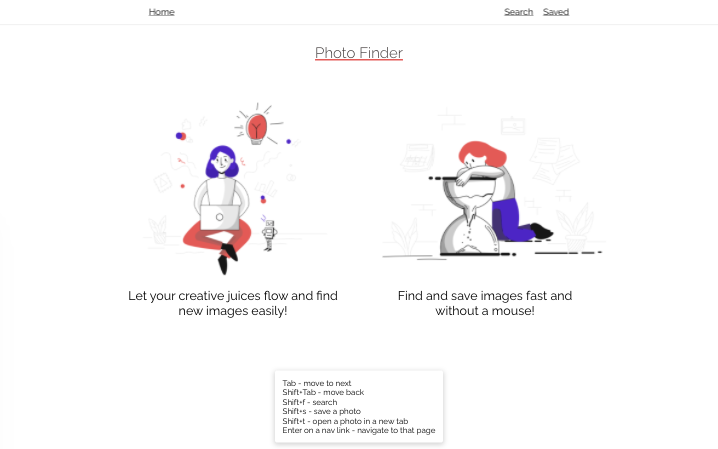 Home
Search Saved
Photo Finder
Let your creative juices flow and find
new images easily!
Find and save images fast and
without a mouse!
Tab - move to next
Shift+Tab - move back
Shift+f - search
Shift+s - save a photo
Shift+t - open a photo in a new tab
Enter on a nav link - navigate to that page